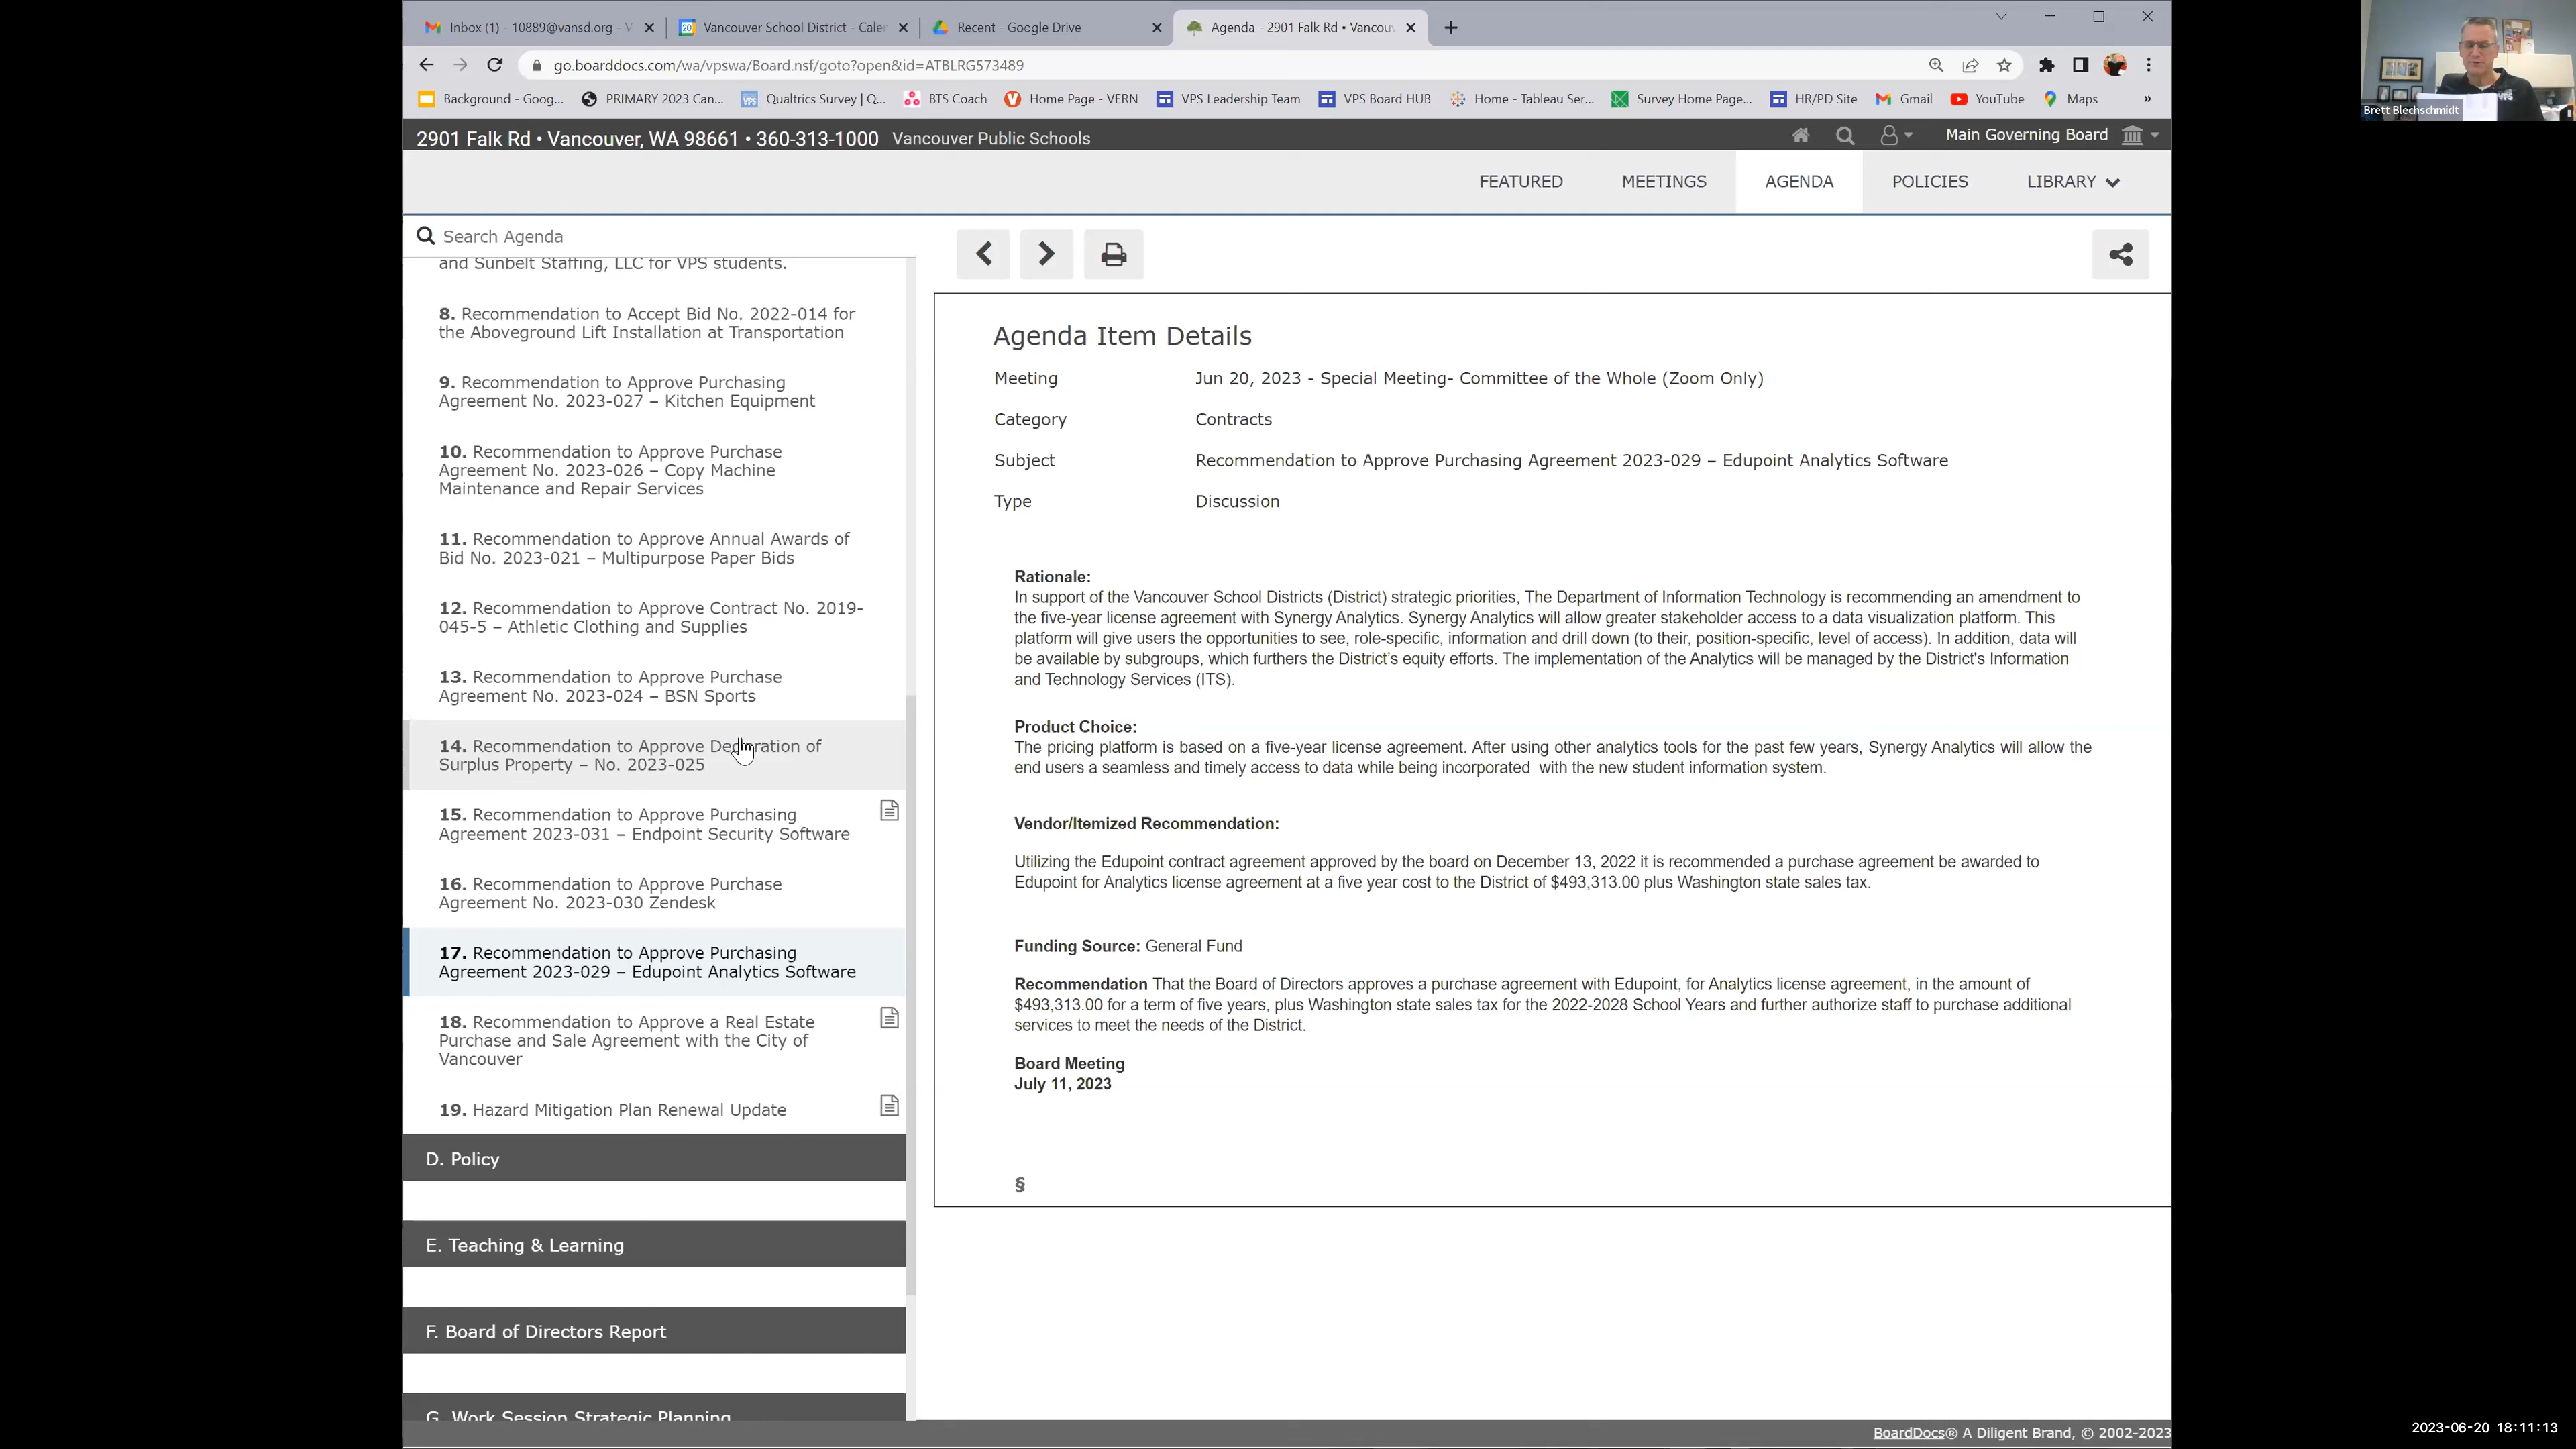 Inbox (1) - 10889@vansd.org - V
Vancouver School District - Caler
Recent - Google Drive
Agenda - 2901 Falk Rd • Vancouv
go.boarddocs.com/wa/vpswa/Board.nsf/goto?open&id=ATBLRG573489
Background - Goog...
PRIMARY 2023 Can...
Qualtrics Survey | Q...
BTS Coach
Home Page - VERN
VPS Leadership Team
VPS Board HUB
Home - Tableau Ser...
Survey Home Page...
HR/PD Site
Gmail
YouTube
Maps
»
Brett Blechschmidt
2901 Falk Rd • Vancouver, WA 98661 • 360-313-1000 Vancouver Public Schools
Main Governing Board
FEATURED
MEETINGS
AGENDA
POLICIES
LIBRARY
Search Agenda
and Sunbelt Staffing, LLC for VPS students.
8. Recommendation to Accept Bid No. 2022-014 for
the Aboveground Lift Installation at Transportation
9. Recommendation to Approve Purchasing
Agreement No. 2023-027 – Kitchen Equipment
10. Recommendation to Approve Purchase
Agreement No. 2023-026 – Copy Machine
Maintenance and Repair Services
11. Recommendation to Approve Annual Awards of
Bid No. 2023-021 – Multipurpose Paper Bids
12. Recommendation to Approve Contract No. 2019-
045-5 – Athletic Clothing and Supplies
13. Recommendation to Approve Purchase
Agreement No. 2023-024 – BSN Sports
14. Recommendation to Approve Declaration of
Surplus Property – No. 2023-025
15. Recommendation to Approve Purchasing
Agreement 2023-031 – Endpoint Security Software
16. Recommendation to Approve Purchase
Agreement No. 2023-030 Zendesk
17. Recommendation to Approve Purchasing
Agreement 2023-029 – Edupoint Analytics Software
18. Recommendation to Approve a Real Estate
Purchase and Sale Agreement with the City of
Vancouver
19. Hazard Mitigation Plan Renewal Update
D. Policy
E. Teaching & Learning
F. Board of Directors Report
G. Work Session Strategic Planning
Agenda Item Details
Meeting Jun 20, 2023 - Special Meeting- Committee of the Whole (Zoom Only)
Category Contracts
Subject Recommendation to Approve Purchasing Agreement 2023-029 – Edupoint Analytics Software
Type Discussion
Rationale:
In support of the Vancouver School Districts (District) strategic priorities, The Department of Information Technology is recommending an amendment to
the five-year license agreement with Synergy Analytics. Synergy Analytics will allow greater stakeholder access to a data visualization platform. This
platform will give users the opportunities to see, role-specific, information and drill down (to their, position-specific, level of access). In addition, data will
be available by subgroups, which furthers the District's equity efforts. The implementation of the Analytics will be managed by the District's Information
and Technology Services (ITS).
Product Choice:
The pricing platform is based on a five-year license agreement. After using other analytics tools for the past few years, Synergy Analytics will allow the
end users a seamless and timely access to data while being incorporated with the new student information system.
Vendor/Itemized Recommendation:
Utilizing the Edupoint contract agreement approved by the board on December 13, 2022 it is recommended a purchase agreement be awarded to
Edupoint for Analytics license agreement at a five year cost to the District of $493,313.00 plus Washington state sales tax.
Funding Source: General Fund
Recommendation That the Board of Directors approves a purchase agreement with Edupoint, for Analytics license agreement, in the amount of
$493,313.00 for a term of five years, plus Washington state sales tax for the 2022-2028 School Years and further authorize staff to purchase additional
services to meet the needs of the District.
Board Meeting
July 11, 2023
§
BoardDocs® A Diligent Brand, © 2002-2023
2023-06-20 18:11:13